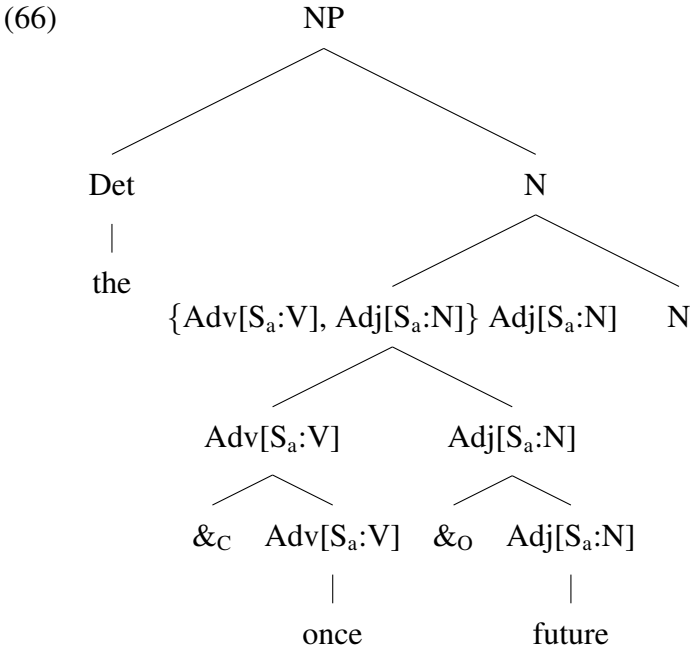 (66) NP
Det N
the
{Adv[Sₐ:V], Adj[Sₐ:N]} Adj[Sₐ:N] N
Adv[Sₐ:V] Adj[Sₐ:N]
&C Adv[Sₐ:V] &O Adj[Sₐ:N]
once future